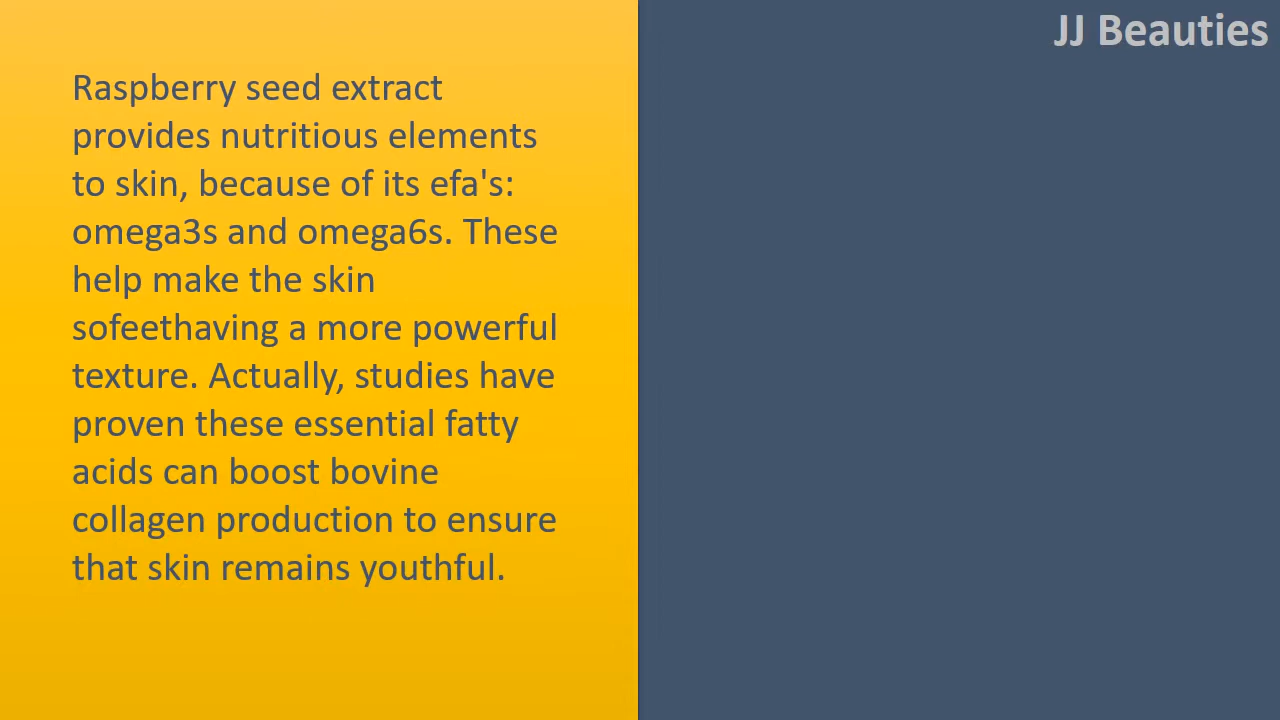 JJ Beauties
Raspberry seed extract
provides nutritious elements
to skin, because of its efa's:
omega3s and omega6s. These
help make the skin
sofeethaving a more powerful
texture. Actually, studies have
proven these essential fatty
acids can boost bovine
collagen production to ensure
that skin remains youthful.